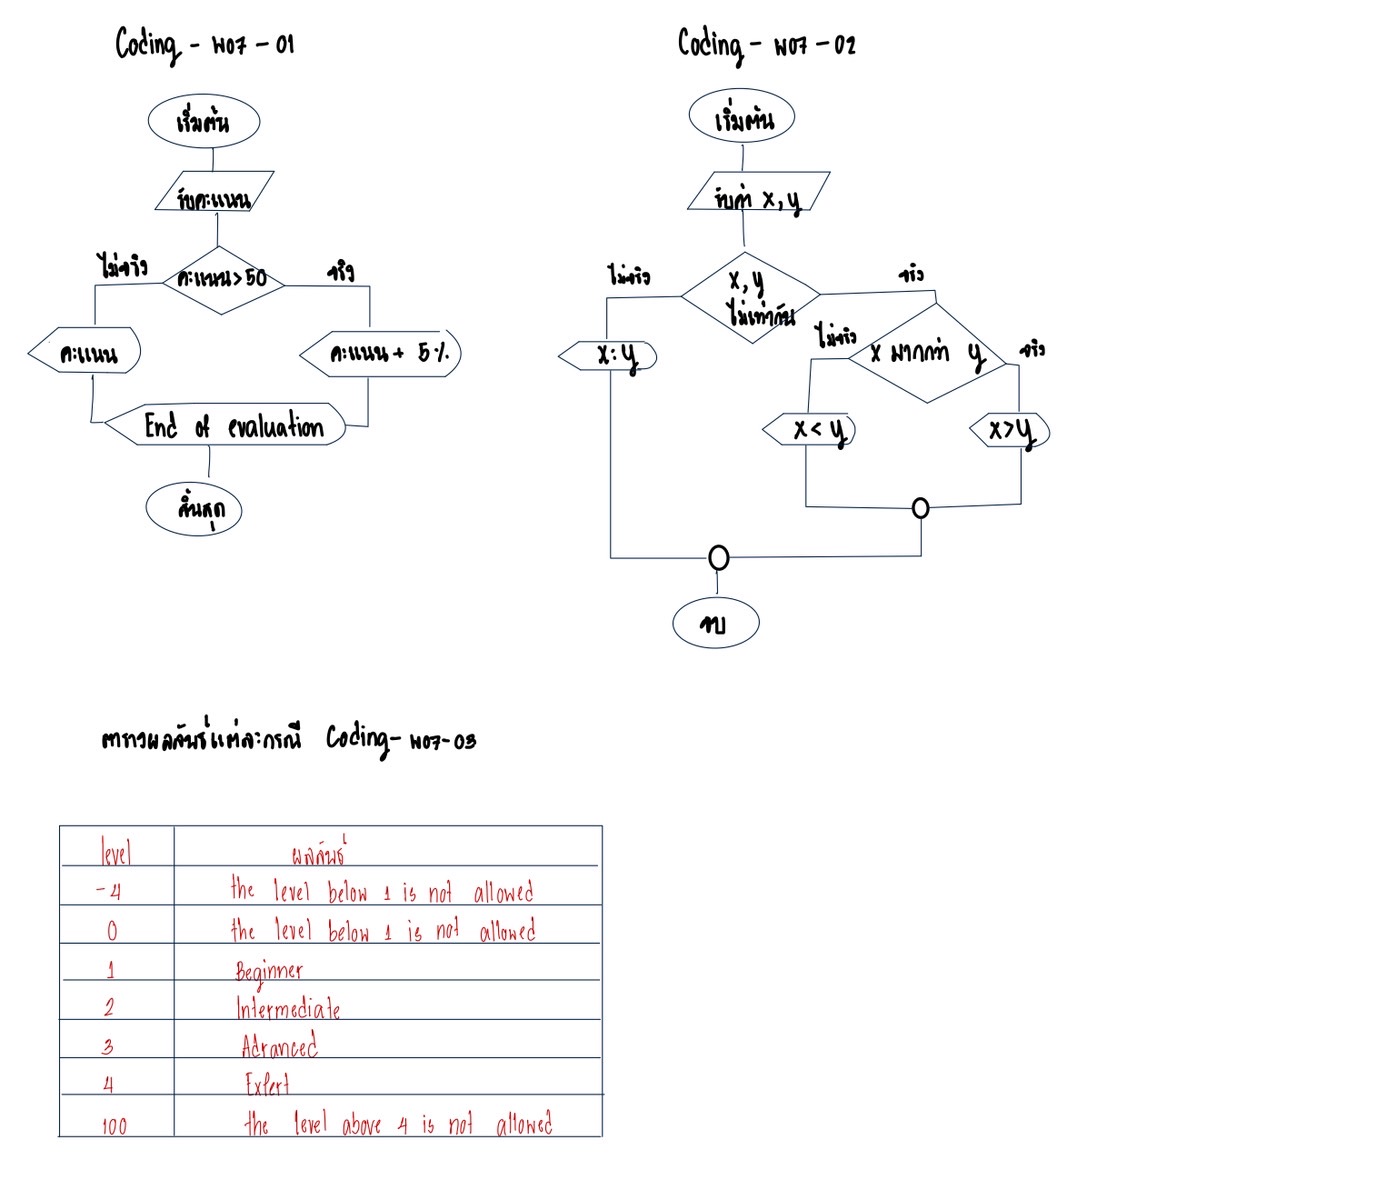 Coding - W07 - 01
เริ่มต้น
รับคะแนน
คะแนน > 50
ไม่จริง
จริง
คะแนน
คะแนน + 5%
End of evaluation
สิ้นสุด
Coding - W07 - 02
เริ่มต้น
รับค่า x, y
x, y
ไม่เท่ากัน
ไม่จริง
จริง
x : y
x มากกว่า y
ไม่จริง
จริง
x < y
x > y
จบ
ตารางผลลัพธ์แต่ละกรณี Coding - W07-03
level ผลลัพธ์
-4 the level below 1 is not allowed
0 the level below 1 is not allowed
1 Beginner
2 Intermediate
3 Advanced
4 Expert
100 the level above 4 is not allowed